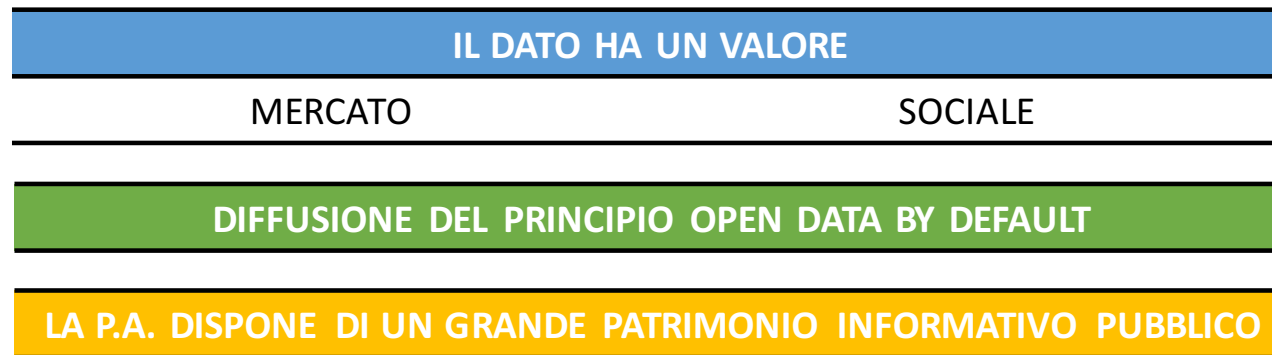 IL DATO HA UN VALORE
MERCATO SOCIALE
DIFFUSIONE DEL PRINCIPIO OPEN DATA BY DEFAULT
LA P.A. DISPONE DI UN GRANDE PATRIMONIO INFORMATIVO PUBBLICO